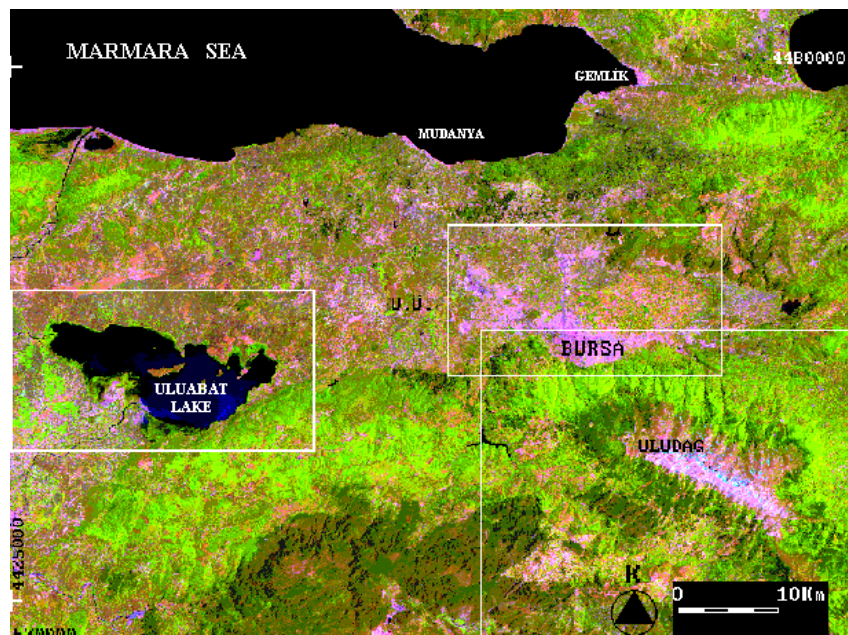 MARMARA SEA
4480000
GEMLİK
MUDANYA
U.U.
BURSA
ULUABAT
LAKE
ULUDAG
4425000
K
0 10Km